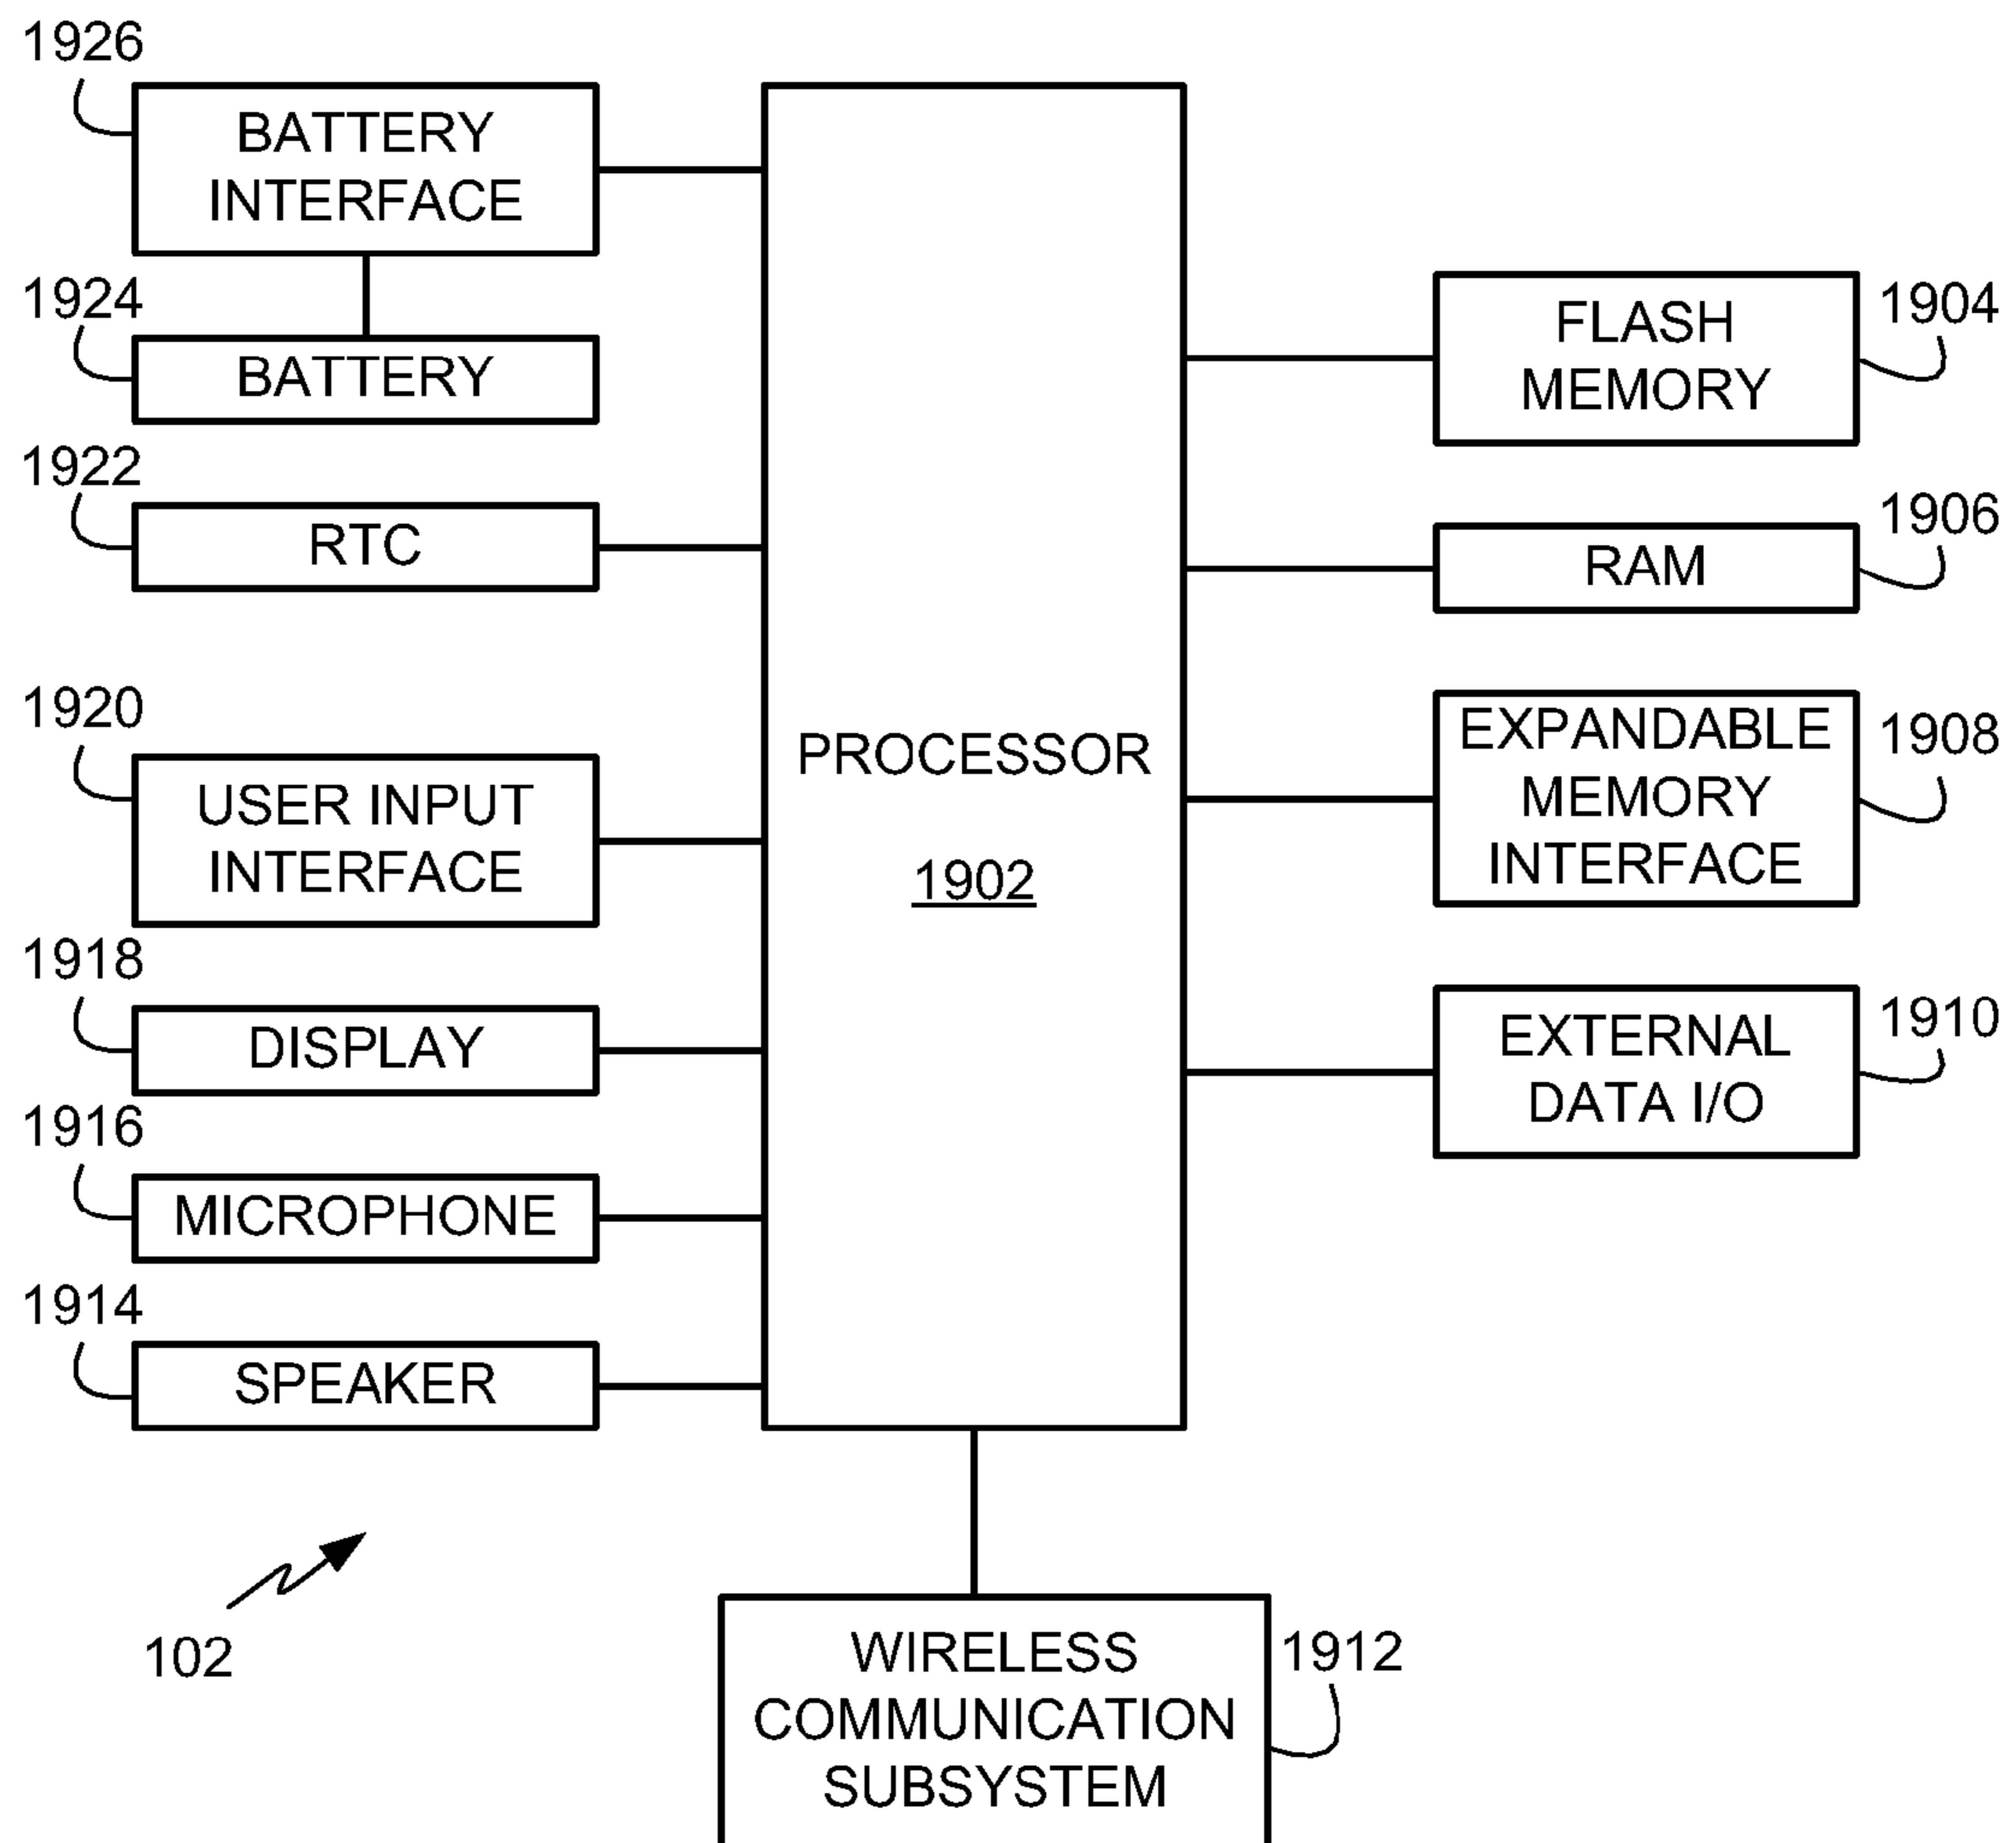 1926
BATTERY
INTERFACE
1924
BATTERY
1922
RTC
1920
USER INPUT
INTERFACE
1918
DISPLAY
1916
MICROPHONE
1914
SPEAKER
102
PROCESSOR
1902
FLASH
MEMORY
1904
RAM
1906
EXPANDABLE
MEMORY
INTERFACE
1908
EXTERNAL
DATA I/O
1910
WIRELESS
COMMUNICATION
SUBSYSTEM
1912